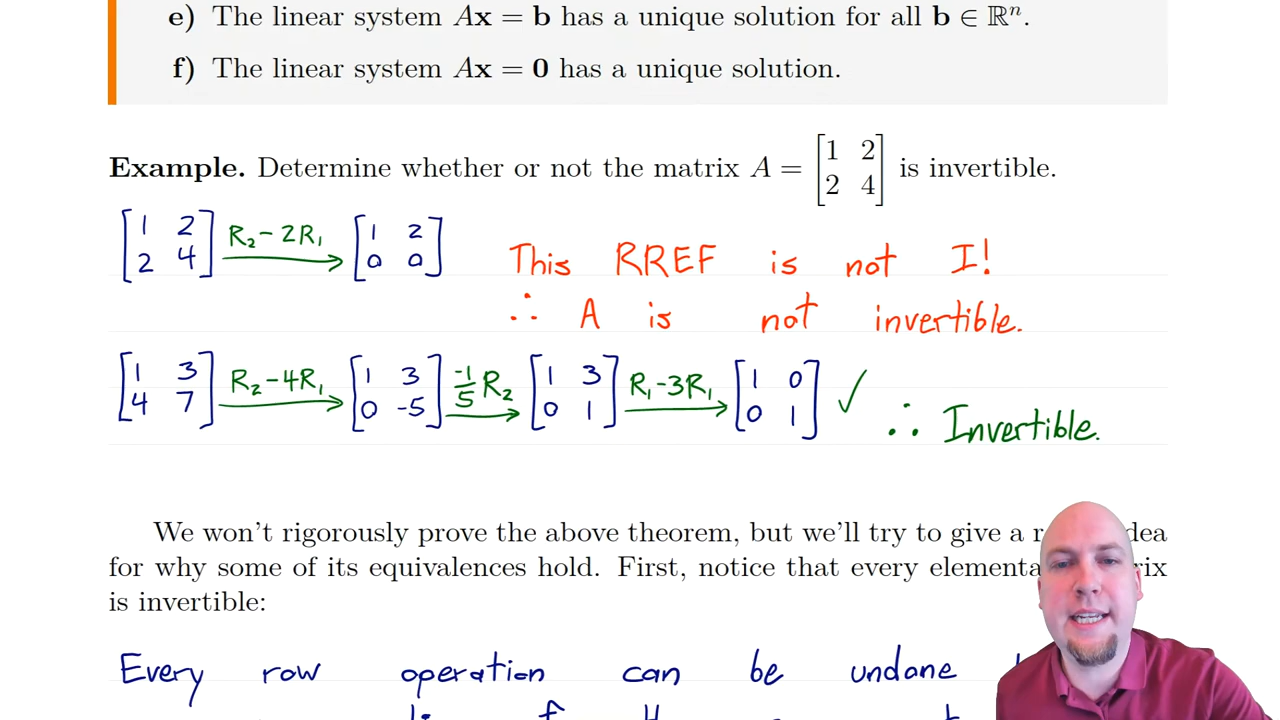 e) The linear system Ax = b has a unique solution for all b ∈ ℝⁿ.
f) The linear system Ax = 0 has a unique solution.
Example. Determine whether or not the matrix A = [1 2; 2 4] is invertible.
[1 2; 2 4] R₂-2R₁ → [1 2; 0 0] This RREF is not I!
∴ A is not invertible.
[1 3; 4 7] R₂-4R₁ → [1 3; 0 -5] -1/5 R₂ → [1 3; 0 1] R₁-3R₁ → [1 0; 0 1] ✓ ∴ Invertible.
We won't rigorously prove the above theorem, but we'll try to give a
for why some of its equivalences hold. First, notice that every
is invertible:
Every row operation can be undone